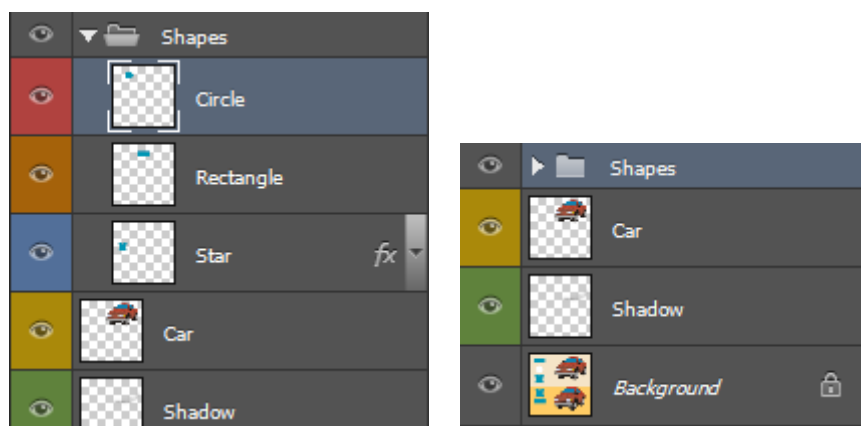 Shapes
Circle
Rectangle
Star fx
Car
Shadow
Shapes
Car
Shadow
Background